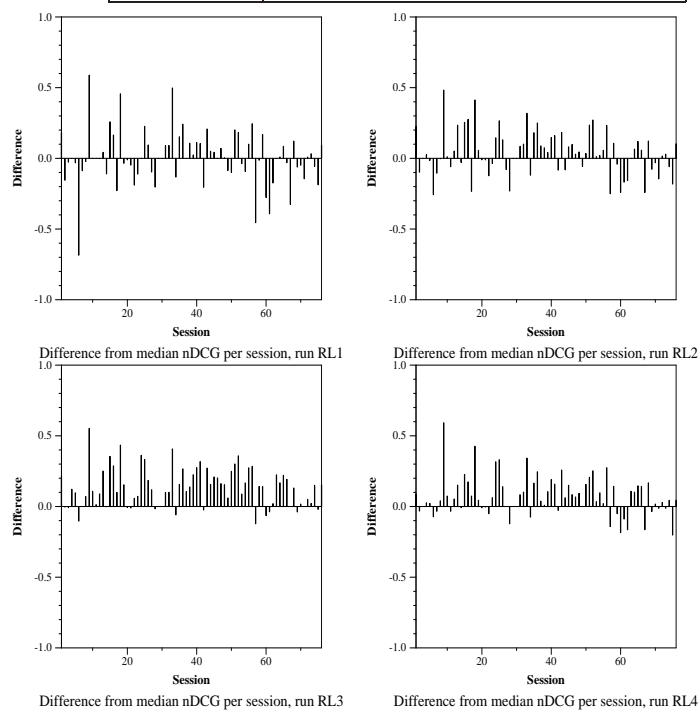 1.0
0.5
0.0
-0.5
-1.0
Difference
20 40 60
Session
Difference from median nDCG per session, run RL1
1.0
0.5
0.0
-0.5
-1.0
Difference
20 40 60
Session
Difference from median nDCG per session, run RL2
1.0
0.5
0.0
-0.5
-1.0
Difference
20 40 60
Session
Difference from median nDCG per session, run RL3
1.0
0.5
0.0
-0.5
-1.0
Difference
20 40 60
Session
Difference from median nDCG per session, run RL4